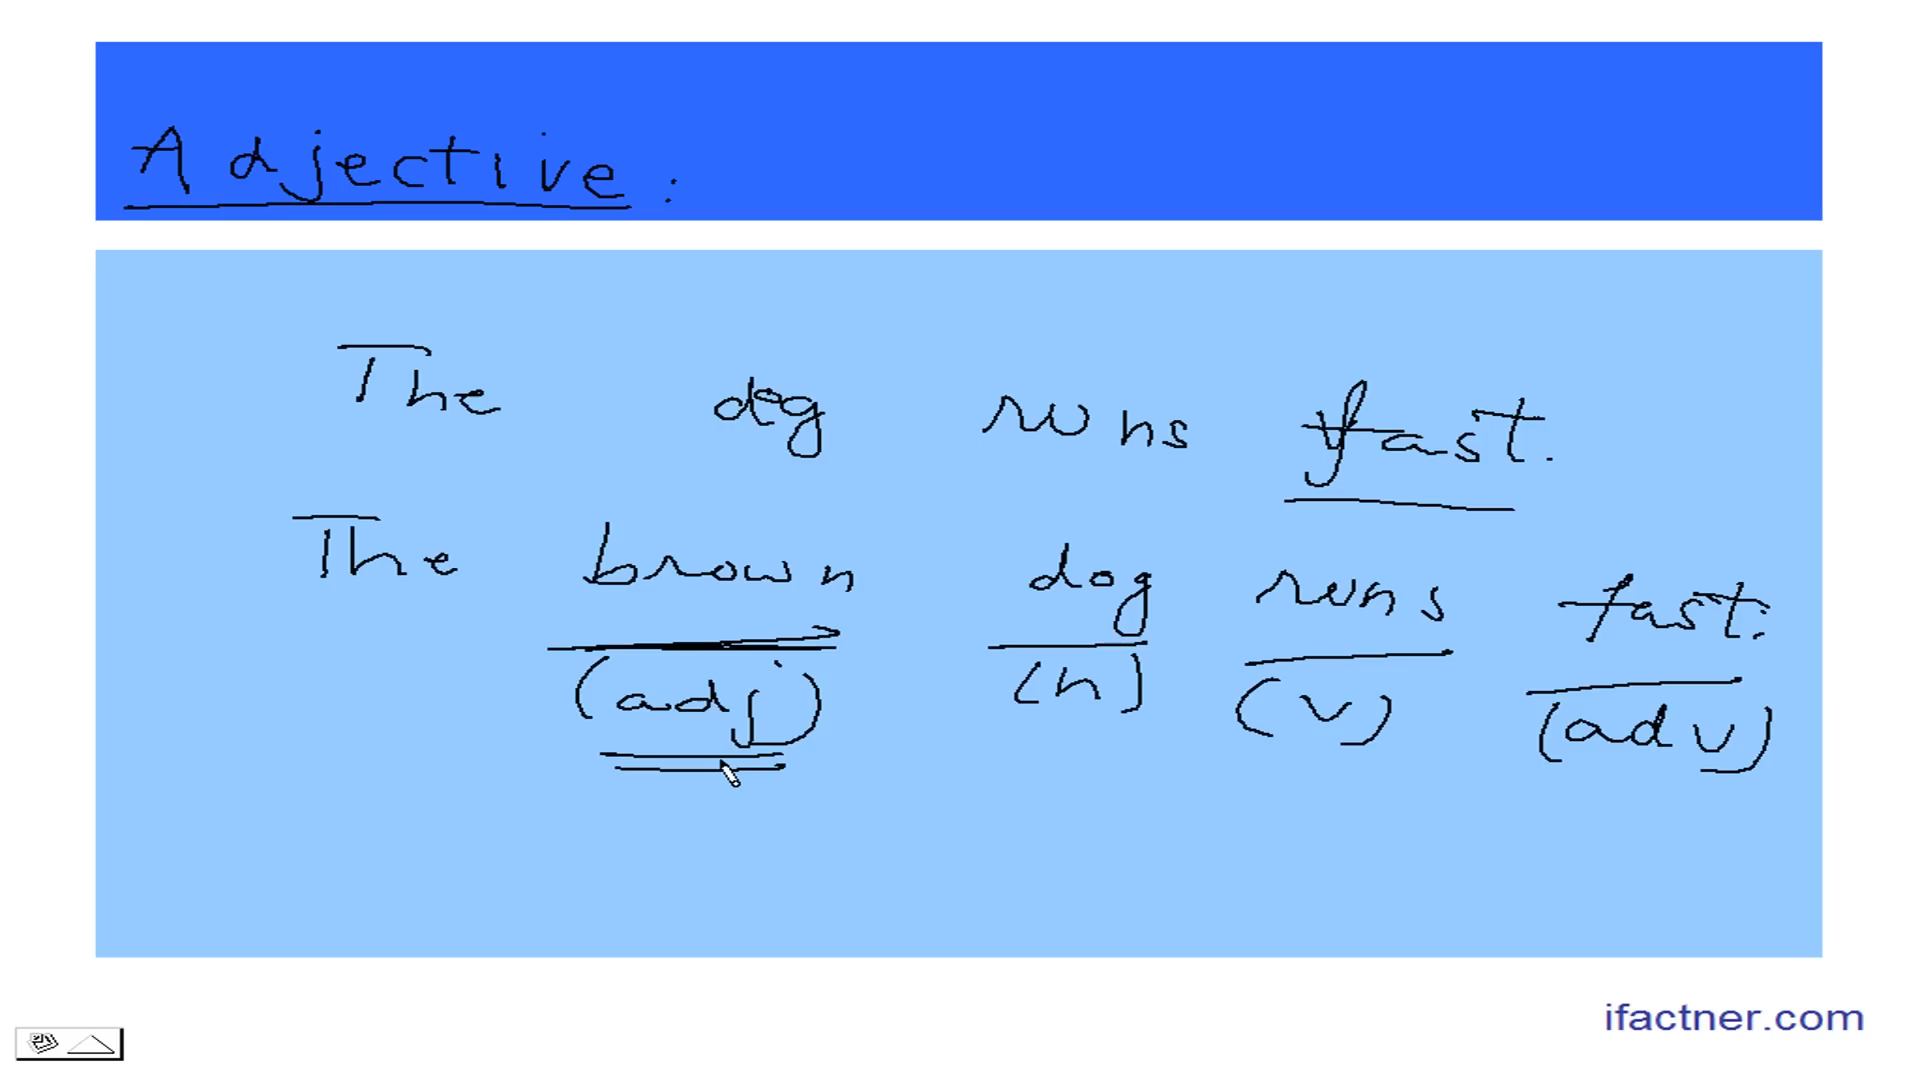 Adjective:
The dog runs fast.
The brown dog runs fast.
(adj) (n) (v) (adv)
ifactner.com